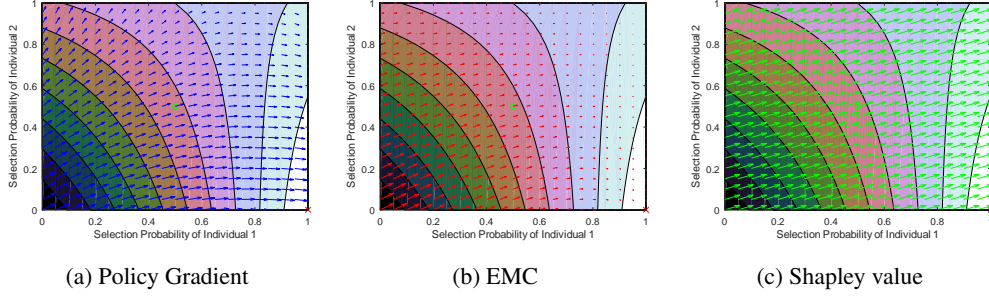 Selection Probability of Individual 2
1
0.8
0.6
0.4
0.2
0
0 0.2 0.4 0.6 0.8 1
Selection Probability of Individual 1
(a) Policy Gradient
Selection Probability of Individual 2
1
0.8
0.6
0.4
0.2
0
0 0.2 0.4 0.6 0.8 1
Selection Probability of Individual 1
(b) EMC
Selection Probability of Individual 2
1
0.8
0.6
0.4
0.2
0
0 0.2 0.4 0.6 0.8 1
Selection Probability of Individual 1
(c) Shapley value